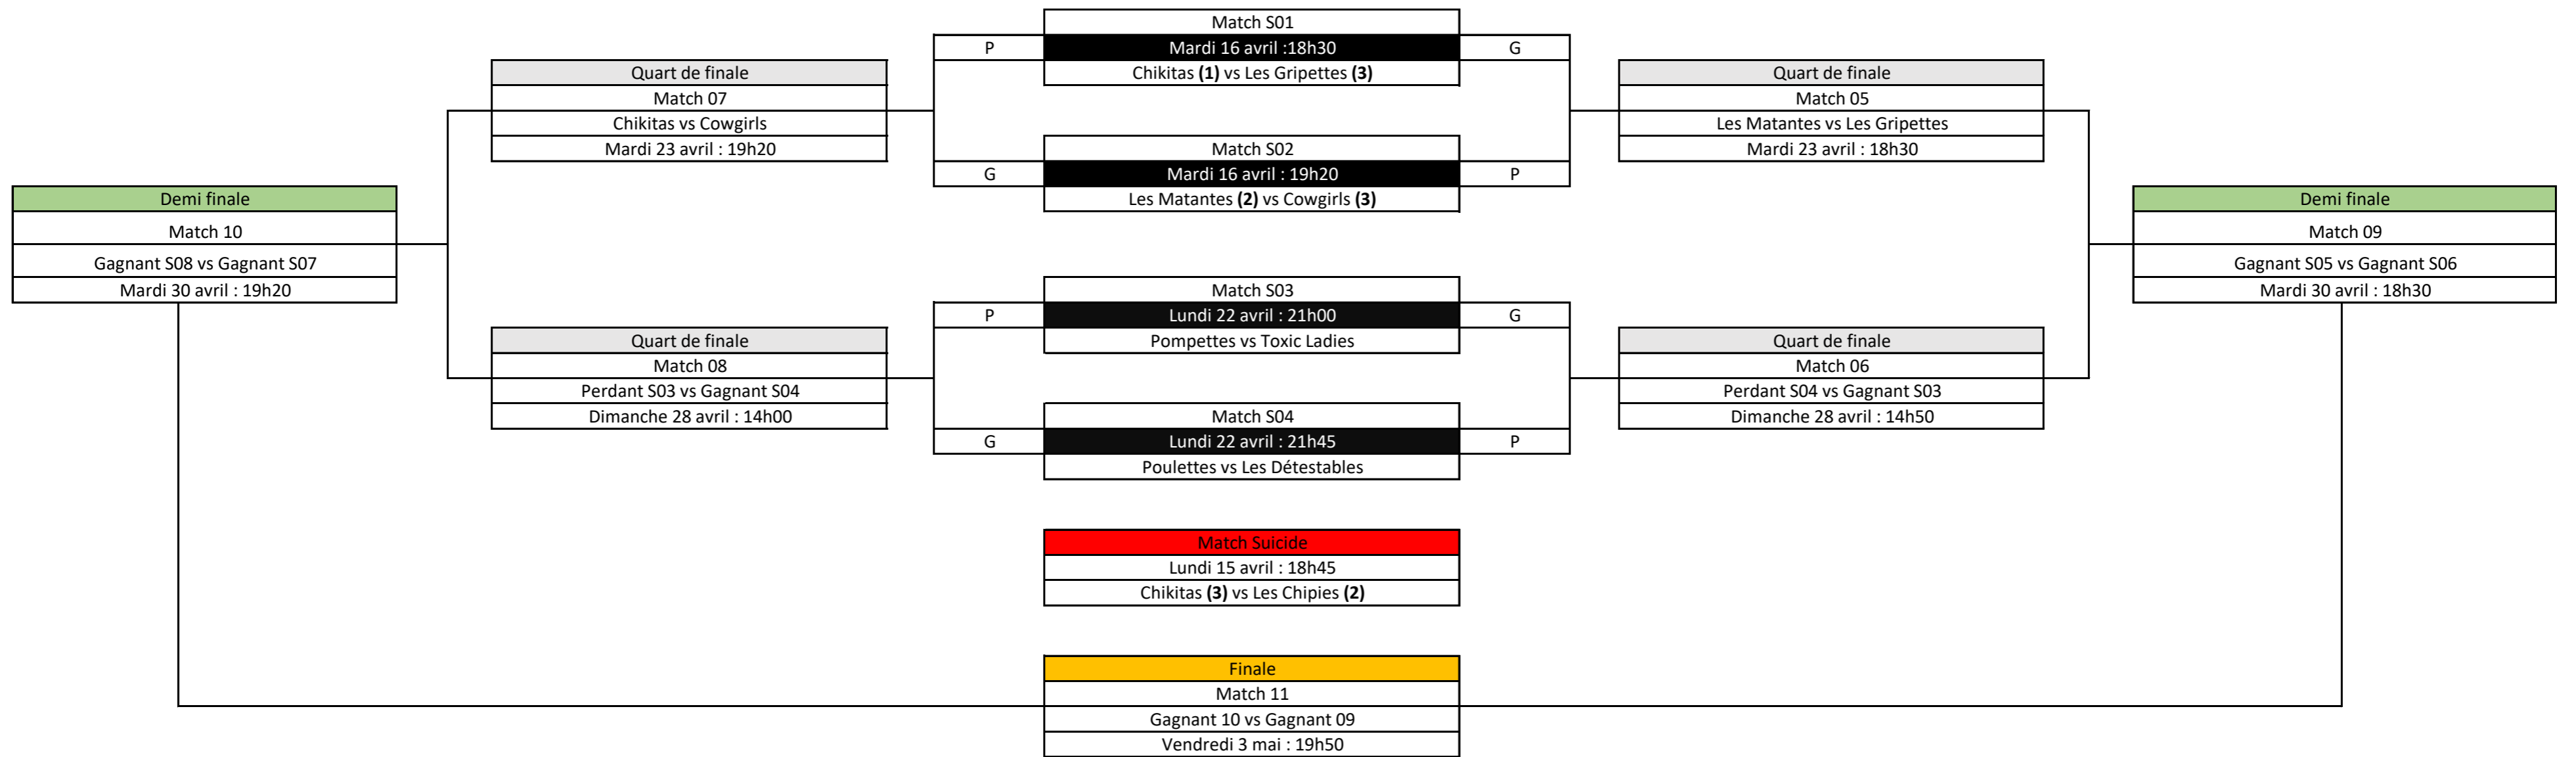 Match S01
P
Mardi 16 avril :18h30
G
Chikitas (1) vs Les Gripettes (3)
Quart de finale
Match 07
Chikitas vs Cowgirls
Mardi 23 avril : 19h20
Quart de finale
Match 05
Les Matantes vs Les Gripettes
Mardi 23 avril : 18h30
Match S02
G
Mardi 16 avril : 19h20
P
Les Matantes (2) vs Cowgirls (3)
Demi finale
Match 10
Gagnant S08 vs Gagnant S07
Mardi 30 avril : 19h20
Demi finale
Match 09
Gagnant S05 vs Gagnant S06
Mardi 30 avril : 18h30
Match S03
P
Lundi 22 avril : 21h00
G
Pompettes vs Toxic Ladies
Quart de finale
Match 08
Perdant S03 vs Gagnant S04
Dimanche 28 avril : 14h00
Quart de finale
Match 06
Perdant S04 vs Gagnant S03
Dimanche 28 avril : 14h50
Match S04
G
Lundi 22 avril : 21h45
P
Poulettes vs Les Détestables
Match Suicide
Lundi 15 avril : 18h45
Chikitas (3) vs Les Chipies (2)
Finale
Match 11
Gagnant 10 vs Gagnant 09
Vendredi 3 mai : 19h50